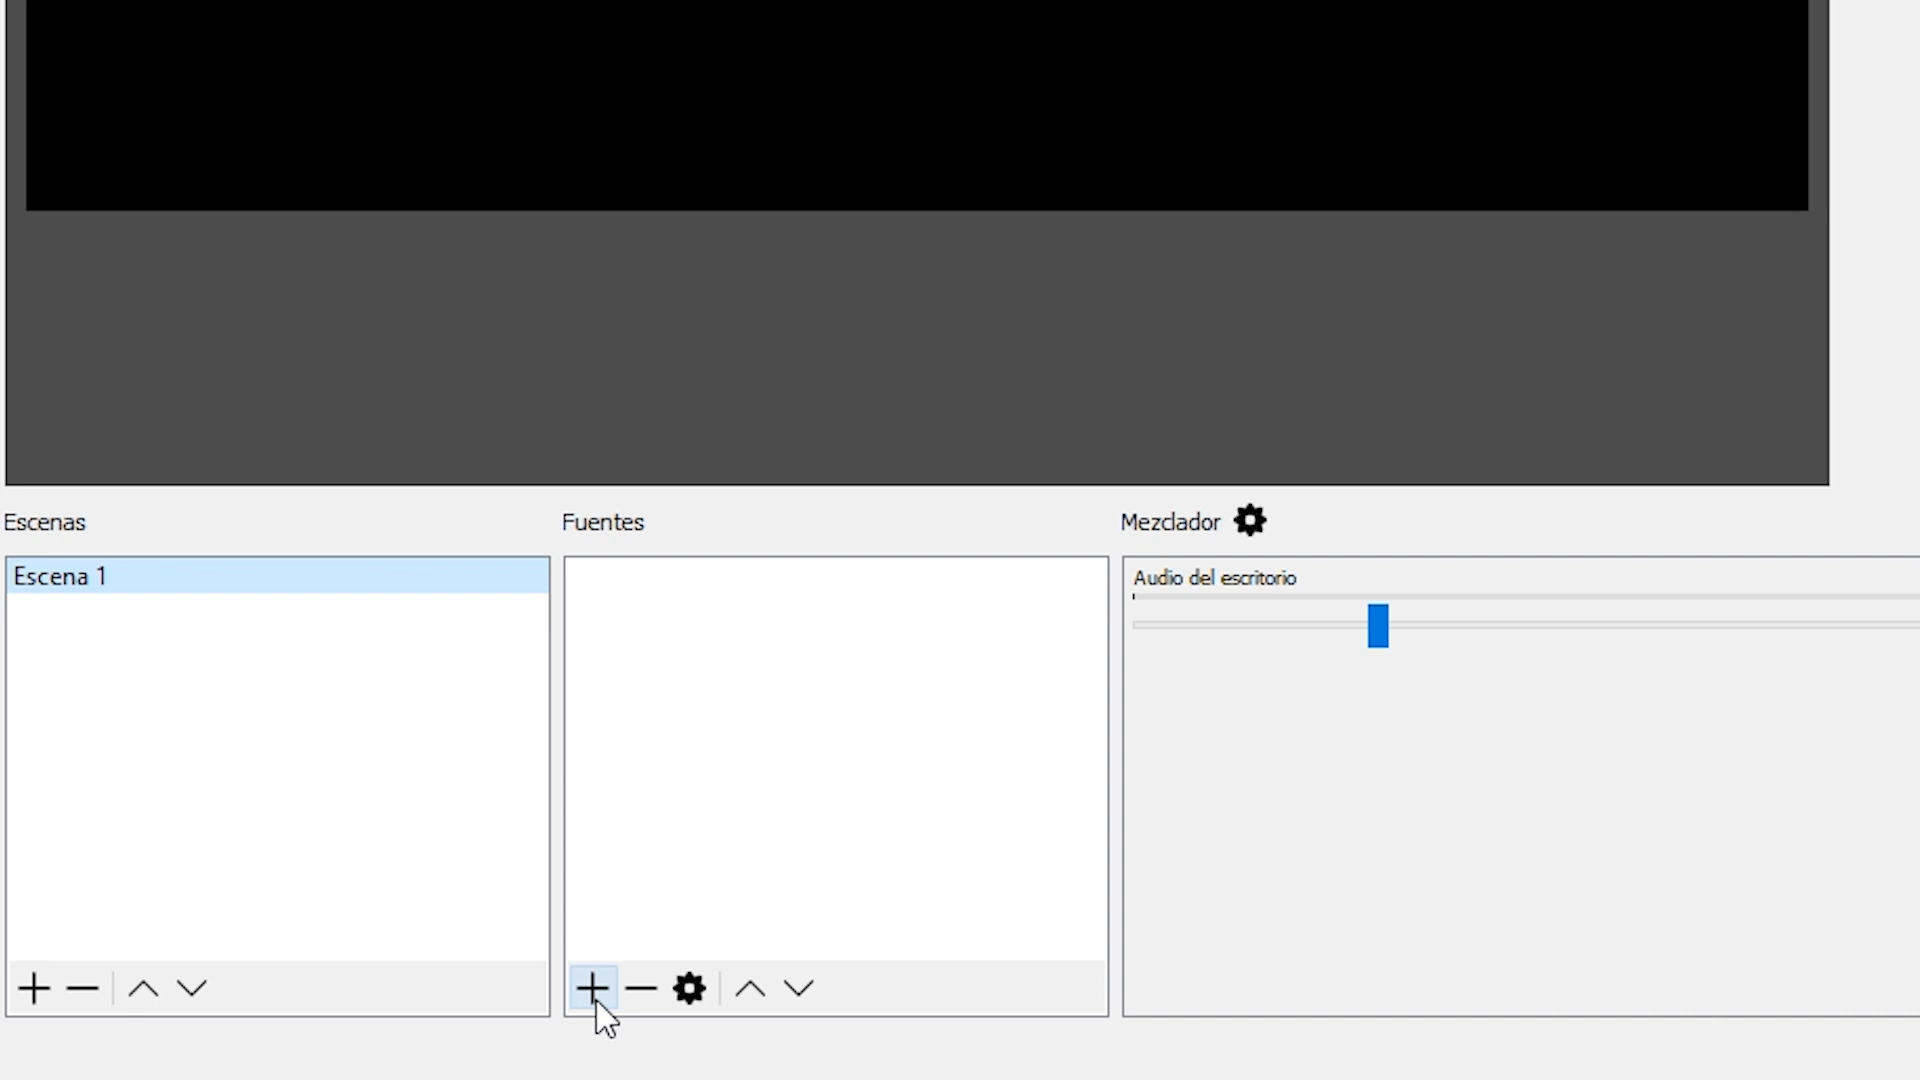 Escenas
Fuentes
Mezclador
Escena 1
Audio del escritorio